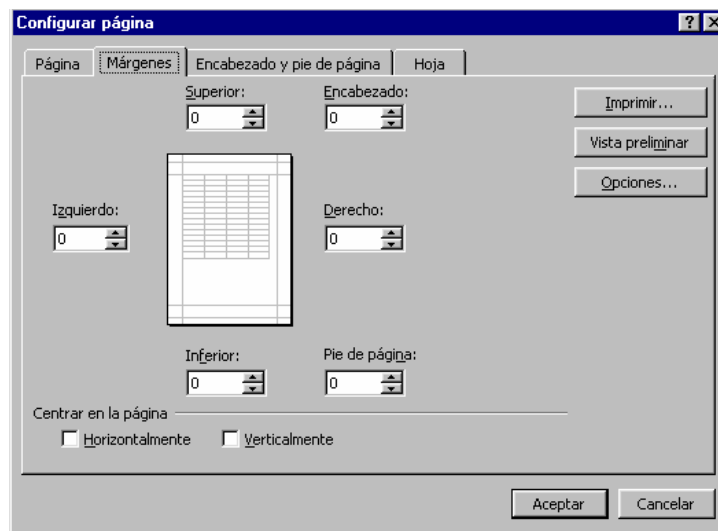 Configurar página
Página Márgenes Encabezado y pie de página Hoja
Superior: Encabezado:
0 0
Imprimir...
Vista preliminar
Opciones...
Izquierdo: Derecho:
0 0
Inferior: Pie de página:
0 0
Centrar en la página
Horizontalmente Verticalmente
Aceptar Cancelar